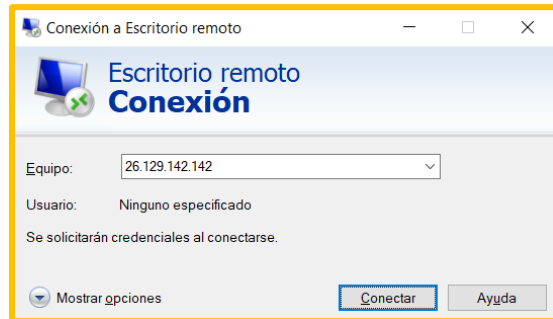 Conexión a Escritorio remoto
Escritorio remoto
Conexión
Equipo: 26.129.142.142
Usuario: Ninguno especificado
Se solicitarán credenciales al conectarse.
Mostrar opciones Conectar Ayuda